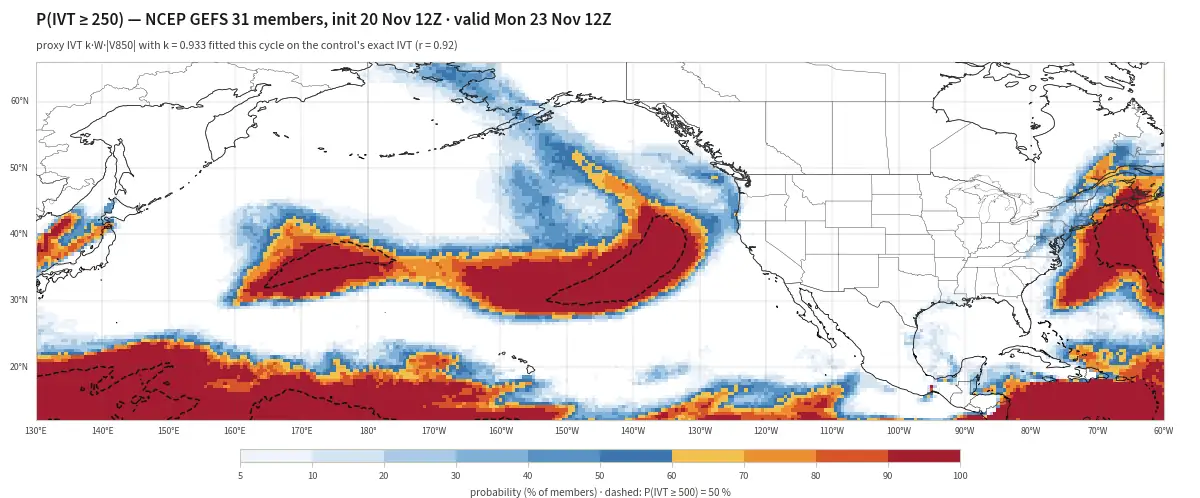 P(IVT ≥ 250) — NCEP GEFS 31 members, init 20 Nov 12Z · valid Mon 23 Nov 12Z
proxy IVT k·W·|V850| with k = 0.933 fitted this cycle on the control's exact IVT (r = 0.92)
60°N
50°N
40°N
30°N
20°N
130°E 140°E 150°E 160°E 170°E 180° 170°W 160°W 150°W 140°W 130°W 120°W 110°W 100°W 90°W 80°W 70°W 60°W
5 10 20 30 40 50 60 70 80 90 100
probability (% of members) · dashed: P(IVT ≥ 500) = 50 %